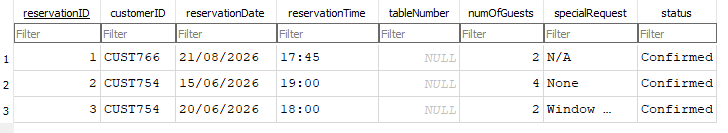 reservationID customerID reservationDate reservationTime tableNumber numOfGuests specialRequest status
Filter Filter Filter Filter Filter Filter Filter Filter
1 1 CUST766 21/08/2026 17:45 NULL 2 N/A Confirmed
2 2 CUST754 15/06/2026 19:00 NULL 4 None Confirmed
3 3 CUST754 20/06/2026 18:00 NULL 2 Window … Confirmed